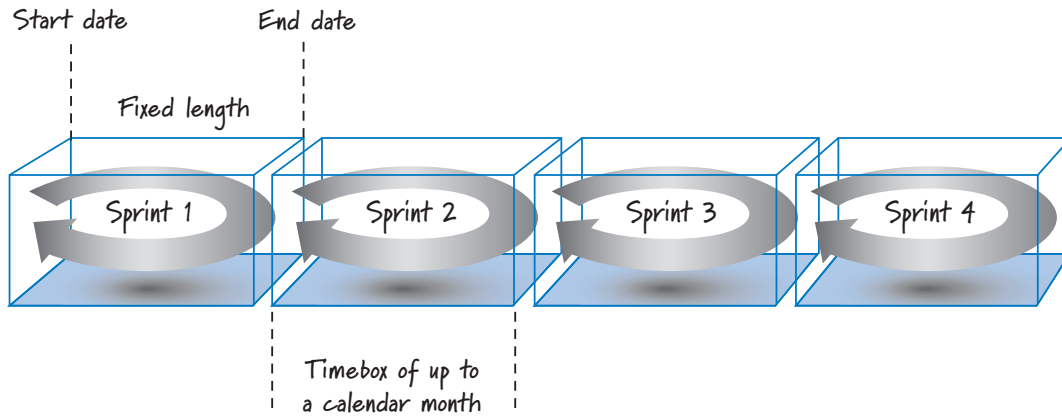 Start date
End date
Fixed length
Sprint 1
Sprint 2
Sprint 3
Sprint 4
Timebox of up to
a calendar month